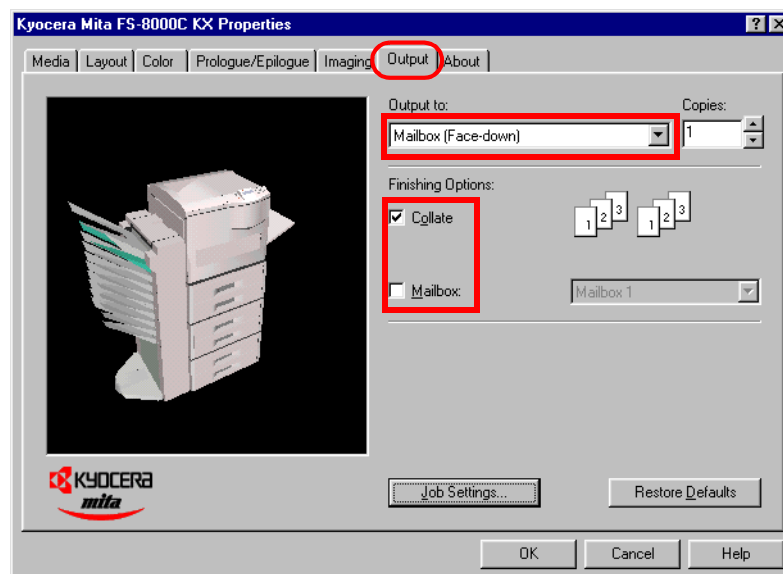 Kyocera Mita FS-8000C KX Properties
Media Layout Color Prologue/Epilogue Imaging Output About
Output to: Copies:
Mailbox (Face-down) 1
Finishing Options:
Collate 1 2 3 1 2 3
Mailbox: Mailbox 1
KYOCERA
mita
Job Settings... Restore Defaults
OK Cancel Help